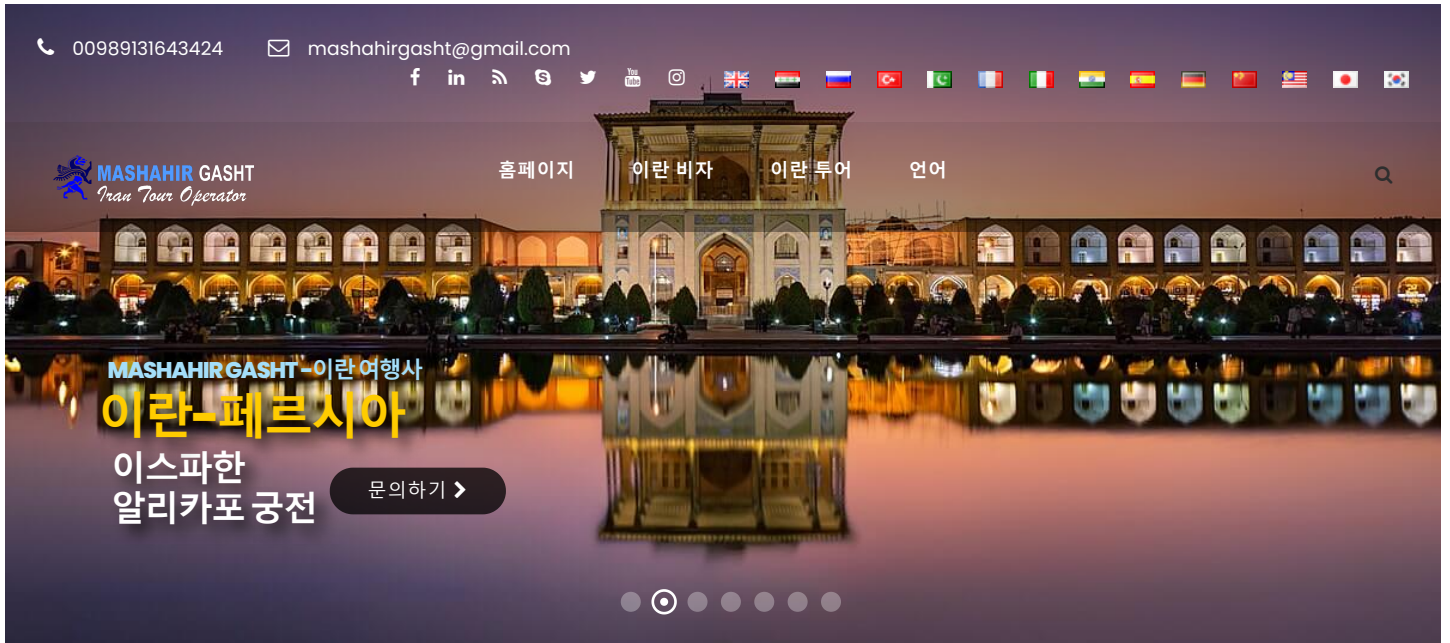 00989131643424 mashahirgasht@gmail.com
MASHAHIR GASHT
Iran Tour Operator
홈페이지 이란 비자 이란 투어 언어
MASHAHIR GASHT - 이란 여행사
이란-페르시아
이스파한
알리카포 궁전
문의하기